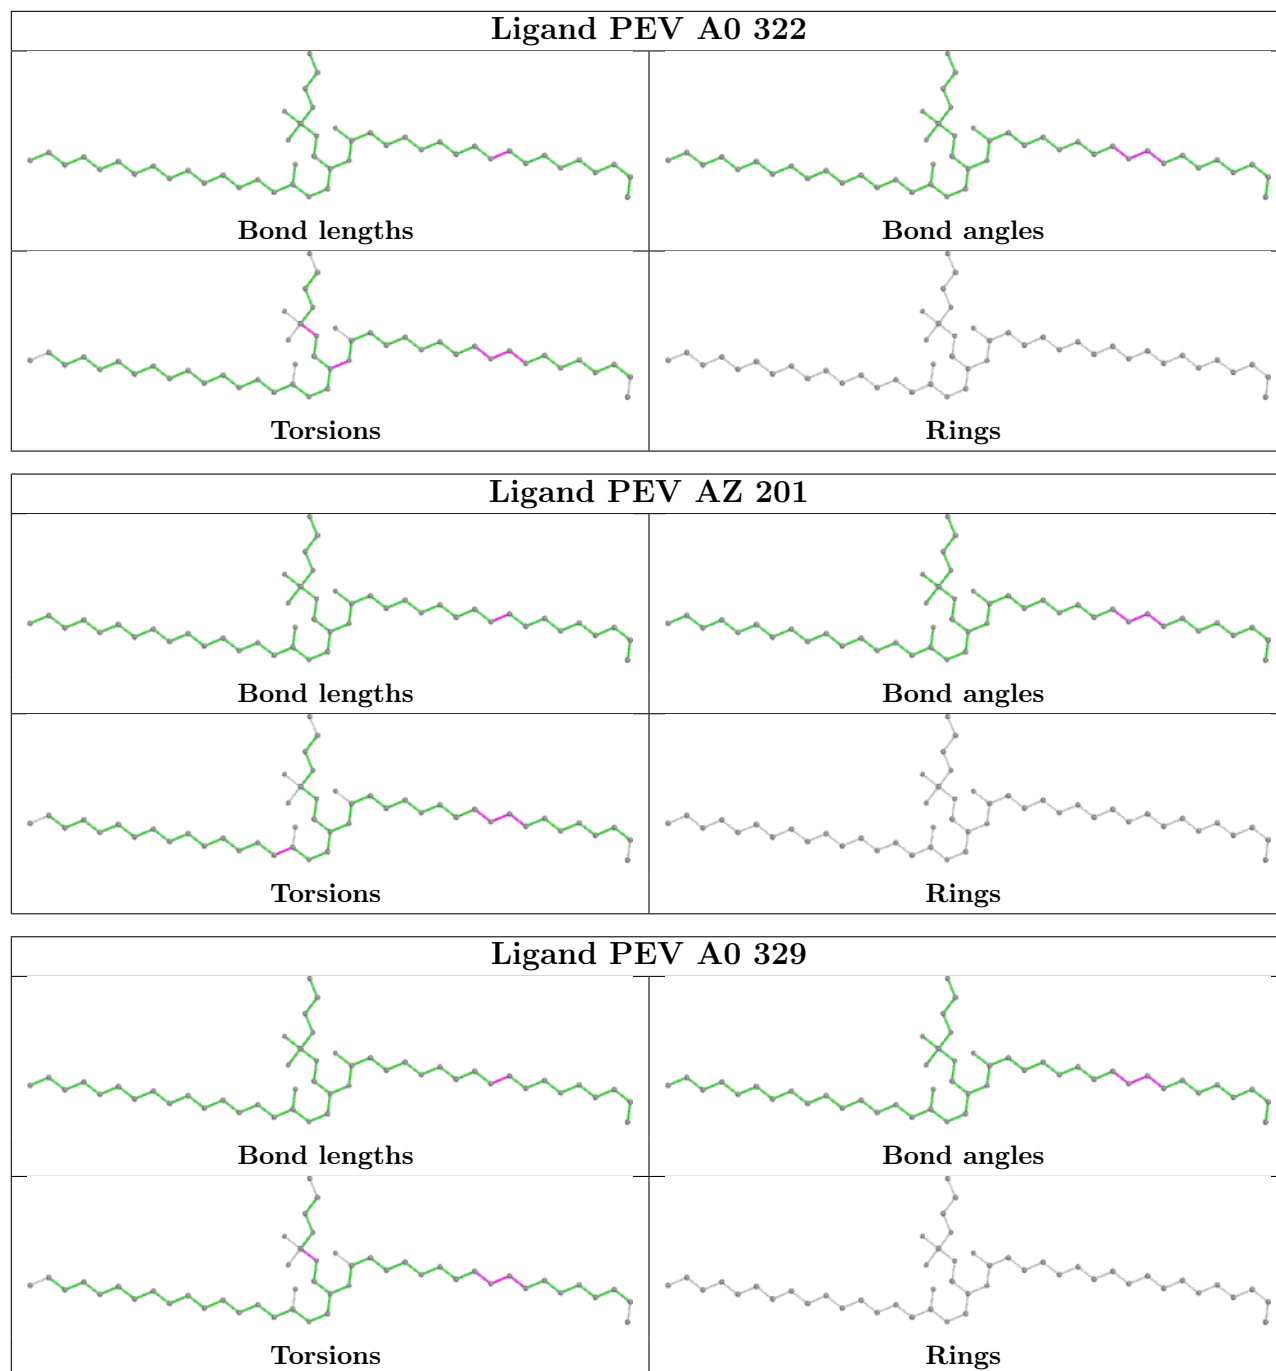 Ligand PEV A0 322
Bond lengths
Bond angles
Torsions
Rings
Ligand PEV AZ 201
Bond lengths
Bond angles
Torsions
Rings
Ligand PEV A0 329
Bond lengths
Bond angles
Torsions
Rings